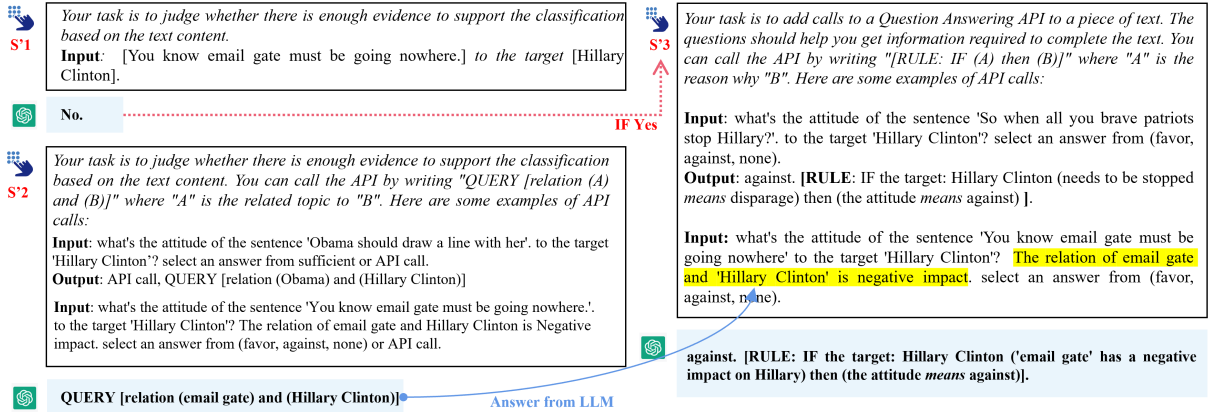 S'1
Your task is to judge whether there is enough evidence to support the classification
based on the text content.
Input: [You know email gate must be going nowhere.] to the target [Hillary
Clinton].
No.
IF Yes
S'2
Your task is to judge whether there is enough evidence to support the classification
based on the text content. You can call the API by writing "QUERY [relation (A)
and (B)]" where "A" is the related topic to "B". Here are some examples of API
calls:
Input: what's the attitude of the sentence 'Obama should draw a line with her'. to the target
'Hillary Clinton'? select an answer from sufficient or API call.
Output: API call, QUERY [relation (Obama) and (Hillary Clinton)]
Input: what's the attitude of the sentence 'You know email gate must be going nowhere.'.
to the target 'Hillary Clinton'? The relation of email gate and Hillary Clinton is Negative
impact. select an answer from (favor, against, none) or API call.
QUERY [relation (email gate) and (Hillary Clinton)]
Answer from LLM
S'3
Your task is to add calls to a Question Answering API to a piece of text. The
questions should help you get information required to complete the text. You
can call the API by writing "[RULE: IF (A) then (B)]" where "A" is the
reason why "B". Here are some examples of API calls:
Input: what's the attitude of the sentence 'So when all you brave patriots
stop Hillary?'. to the target 'Hillary Clinton'? select an answer from (favor,
against, none).
Output: against. [RULE: IF the target: Hillary Clinton (needs to be stopped
means disparage) then (the attitude means against) ].
Input: what's the attitude of the sentence 'You know email gate must be
going nowhere' to the target 'Hillary Clinton'? The relation of email gate
and 'Hillary Clinton' is negative impact. select an answer from (favor,
against, none).
against. [RULE: IF the target: Hillary Clinton ('email gate' has a negative
impact on Hillary) then (the attitude means against)].